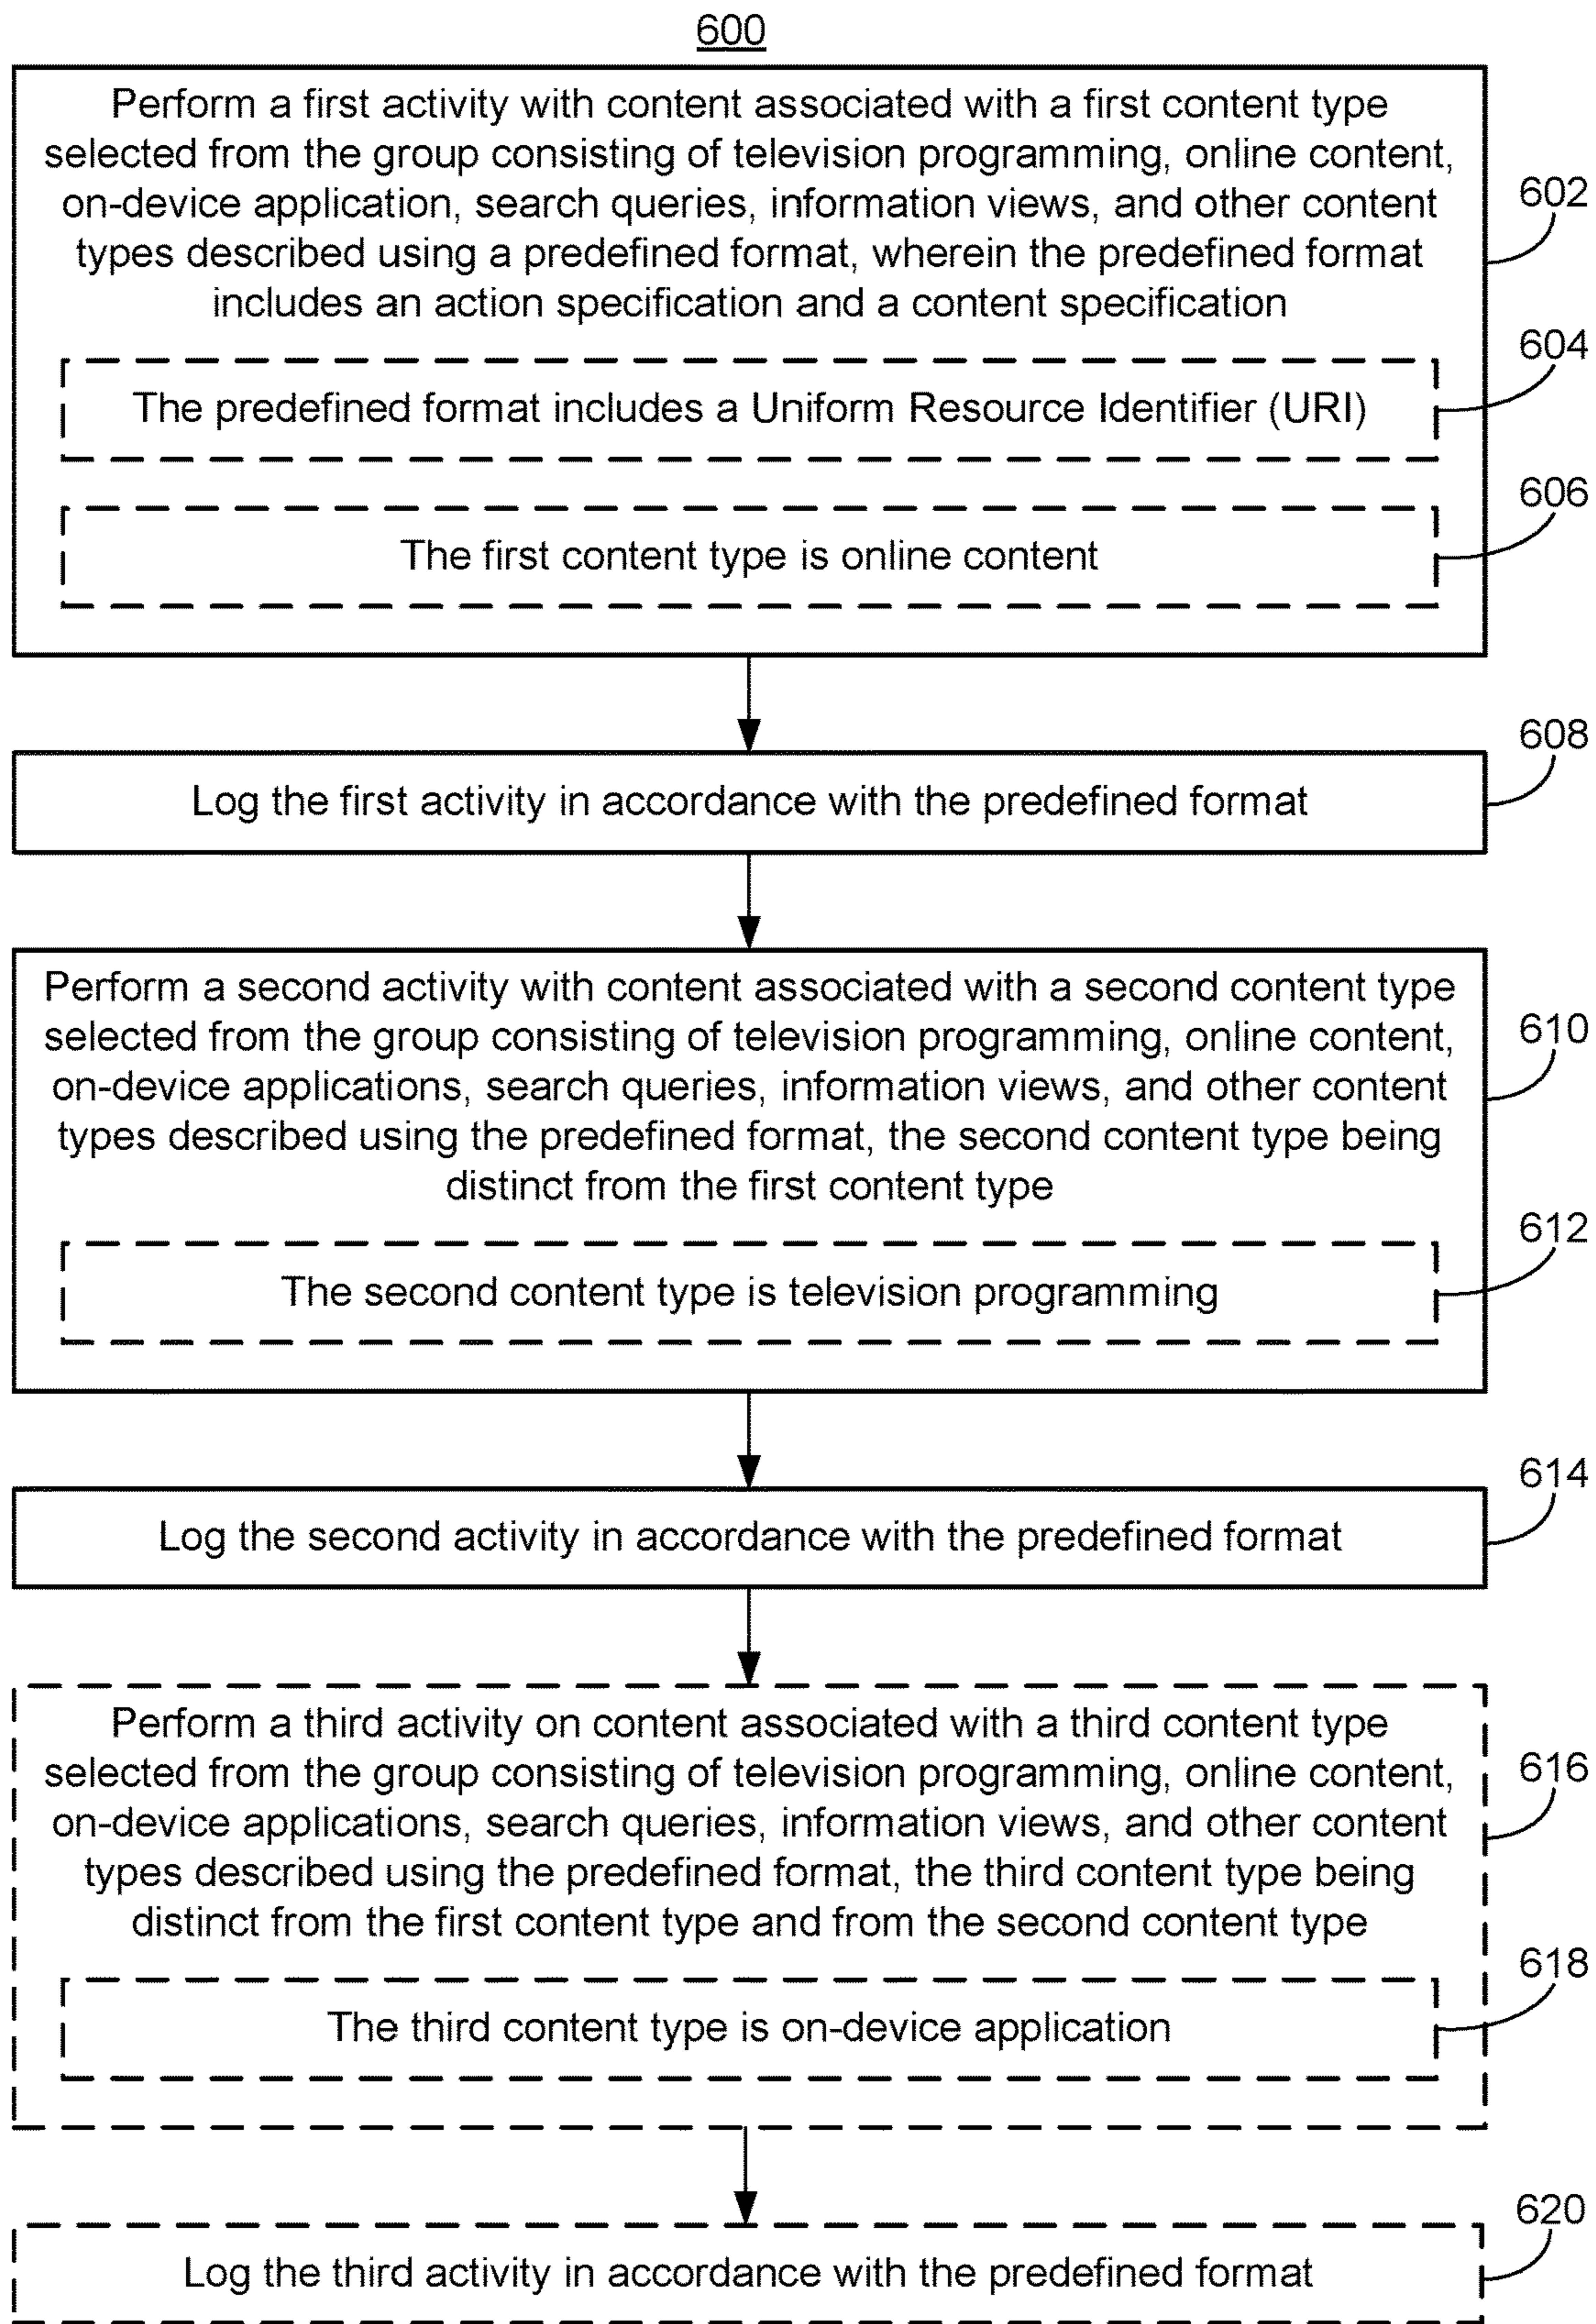 600
Perform a first activity with content associated with a first content type
selected from the group consisting of television programming, online content,
on-device application, search queries, information views, and other content
types described using a predefined format, wherein the predefined format
includes an action specification and a content specification
602
The predefined format includes a Uniform Resource Identifier (URI)
604
The first content type is online content
606
Log the first activity in accordance with the predefined format
608
Perform a second activity with content associated with a second content type
selected from the group consisting of television programming, online content,
on-device applications, search queries, information views, and other content
types described using the predefined format, the second content type being
distinct from the first content type
610
The second content type is television programming
612
Log the second activity in accordance with the predefined format
614
Perform a third activity on content associated with a third content type
selected from the group consisting of television programming, online content,
on-device applications, search queries, information views, and other content
types described using the predefined format, the third content type being
distinct from the first content type and from the second content type
616
The third content type is on-device application
618
Log the third activity in accordance with the predefined format
620